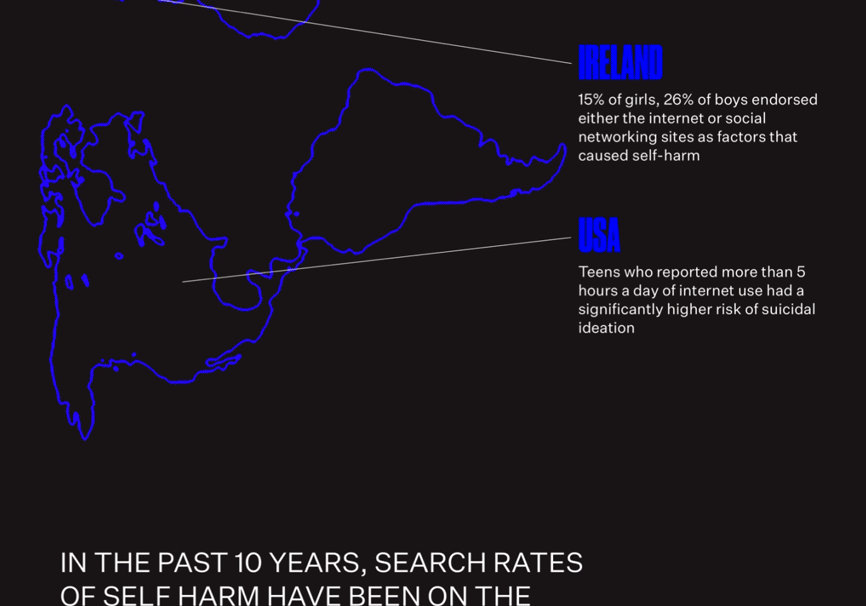 IRELAND
15% of girls, 26% of boys endorsed
either the internet or social
networking sites as factors that
caused self-harm
USA
Teens who reported more than 5
hours a day of internet use had a
significantly higher risk of suicidal
ideation
IN THE PAST 10 YEARS, SEARCH RATES
OF SELF HARM HAVE BEEN ON THE